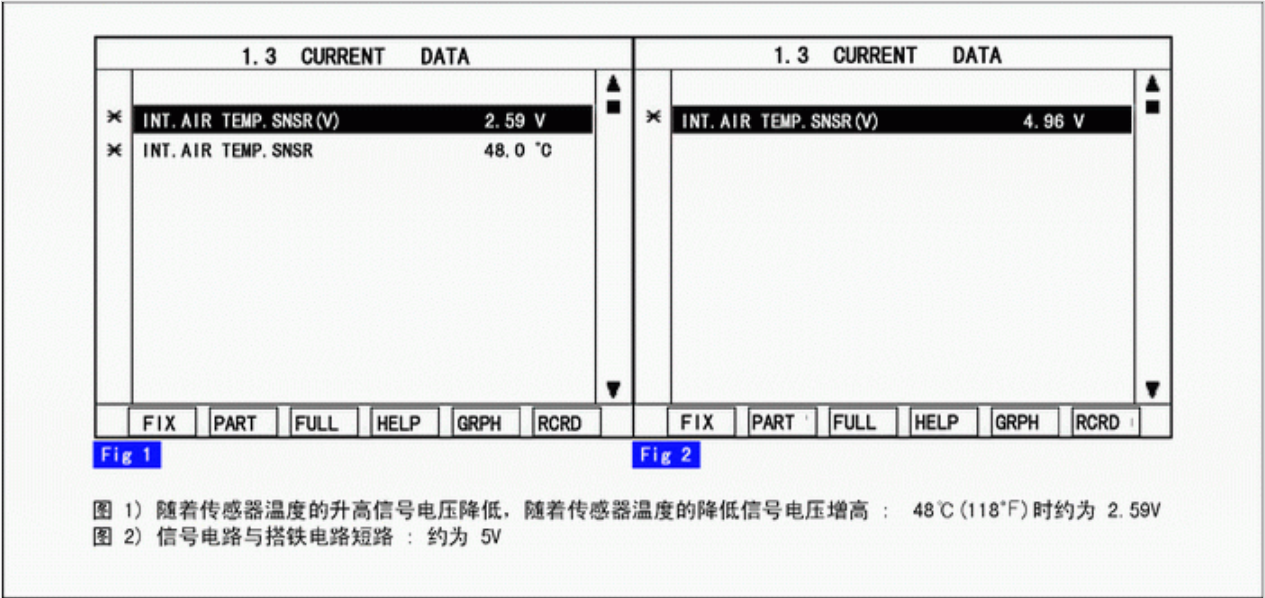 1.3 CURRENT DATA
INT.AIR TEMP.SNSR(V) 2.59 V
INT.AIR TEMP.SNSR 48.0 ℃
FIX PART FULL HELP GRPH RCRD
Fig 1
1.3 CURRENT DATA
INT.AIR TEMP.SNSR(V) 4.96 V
FIX PART FULL HELP GRPH RCRD
Fig 2
图 1) 随着传感器温度的升高信号电压降低, 随着传感器温度的降低信号电压增高 : 48℃(118°F)时约为 2.59V
图 2) 信号电路与搭铁电路短路 : 约为 5V